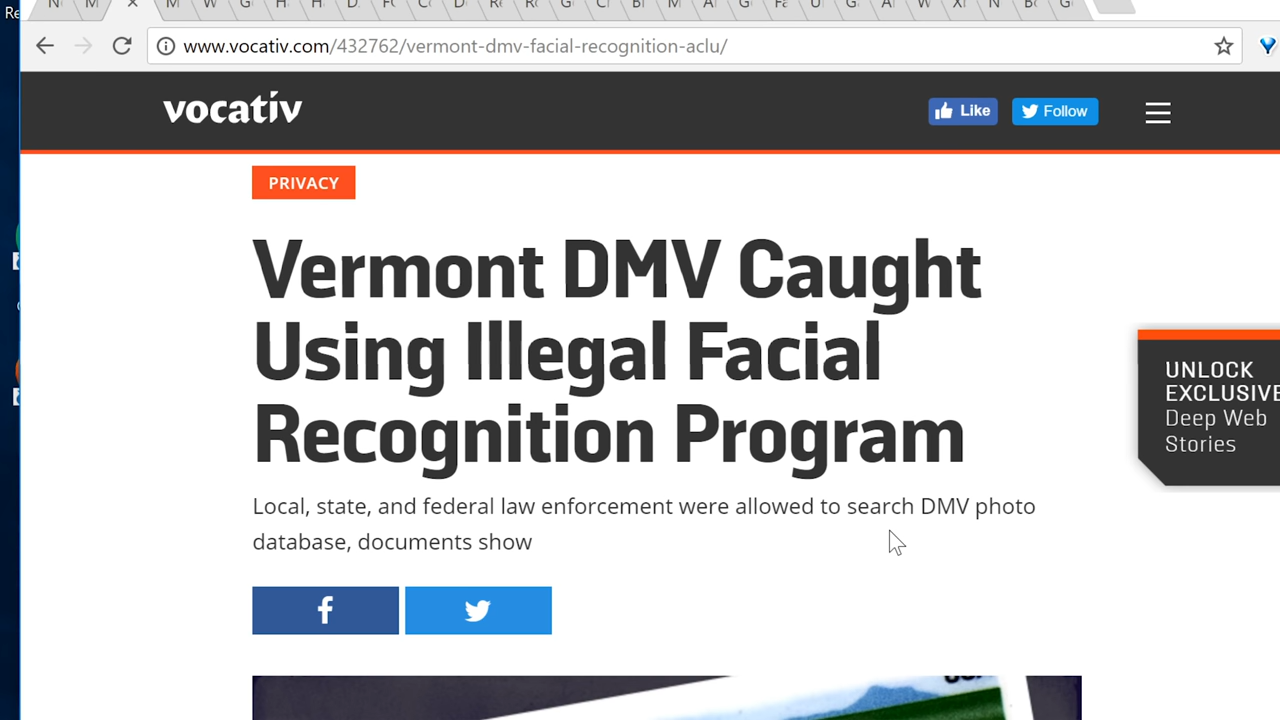 Re
N M M W G H H D F C D R R G C B M A G F U G A W X N B G
www.vocativ.com/432762/vermont-dmv-facial-recognition-aclu/
vocativ
Like
Follow
PRIVACY
Vermont DMV Caught
Using Illegal Facial
Recognition Program
Local, state, and federal law enforcement were allowed to search DMV photo
database, documents show
UNLOCK
EXCLUSIVE
Deep Web
Stories